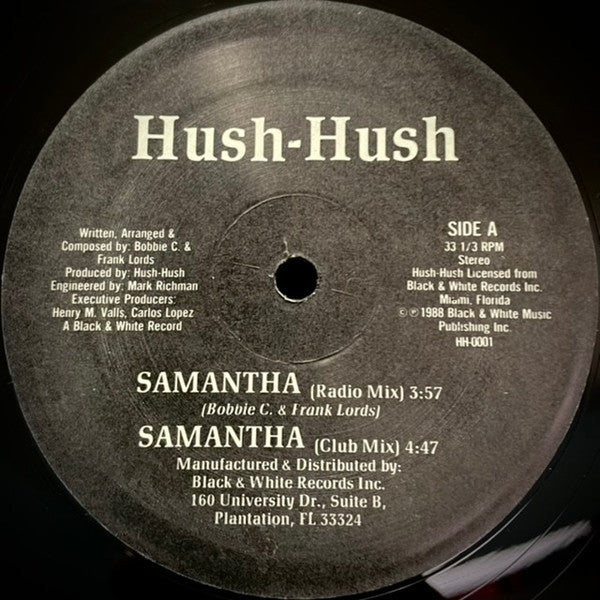 Hush-Hush
Written, Arranged &
Composed by: Bobbie C. &
Frank Lords
Produced by: Hush-Hush
Engineered by: Mark Richman
Executive Producers:
Henry M. Valls, Carlos Lopez
A Black & White Record
SIDE A
33 1/3 RPM
Stereo
Hush-Hush Licensed from
Black & White Records Inc.
Miami, Florida
©℗1988 Black & White Music
Publishing Inc.
HH-0001
SAMANTHA (Radio Mix) 3:57
(Bobbie C. & Frank Lords)
SAMANTHA (Club Mix) 4:47
Manufactured & Distributed by:
Black & White Records Inc.
160 University Dr., Suite B,
Plantation, FL 33324